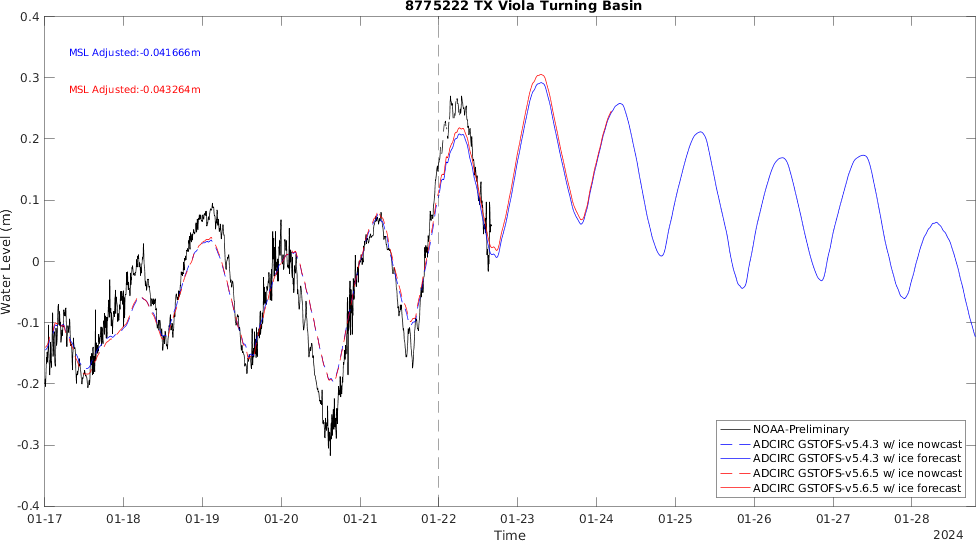 8775222 TX Viola Turning Basin
MSL Adjusted:-0.041666m
MSL Adjusted:-0.043264m
Water Level (m)
0.4
0.3
0.2
0.1
0
-0.1
-0.2
-0.3
-0.4
NOAA-Preliminary
ADCIRC GSTOFS-v5.4.3 w/ ice nowcast
ADCIRC GSTOFS-v5.4.3 w/ ice forecast
ADCIRC GSTOFS-v5.6.5 w/ ice nowcast
ADCIRC GSTOFS-v5.6.5 w/ ice forecast
01-17 01-18 01-19 01-20 01-21 01-22 01-23 01-24 01-25 01-26 01-27 01-28
Time
2024